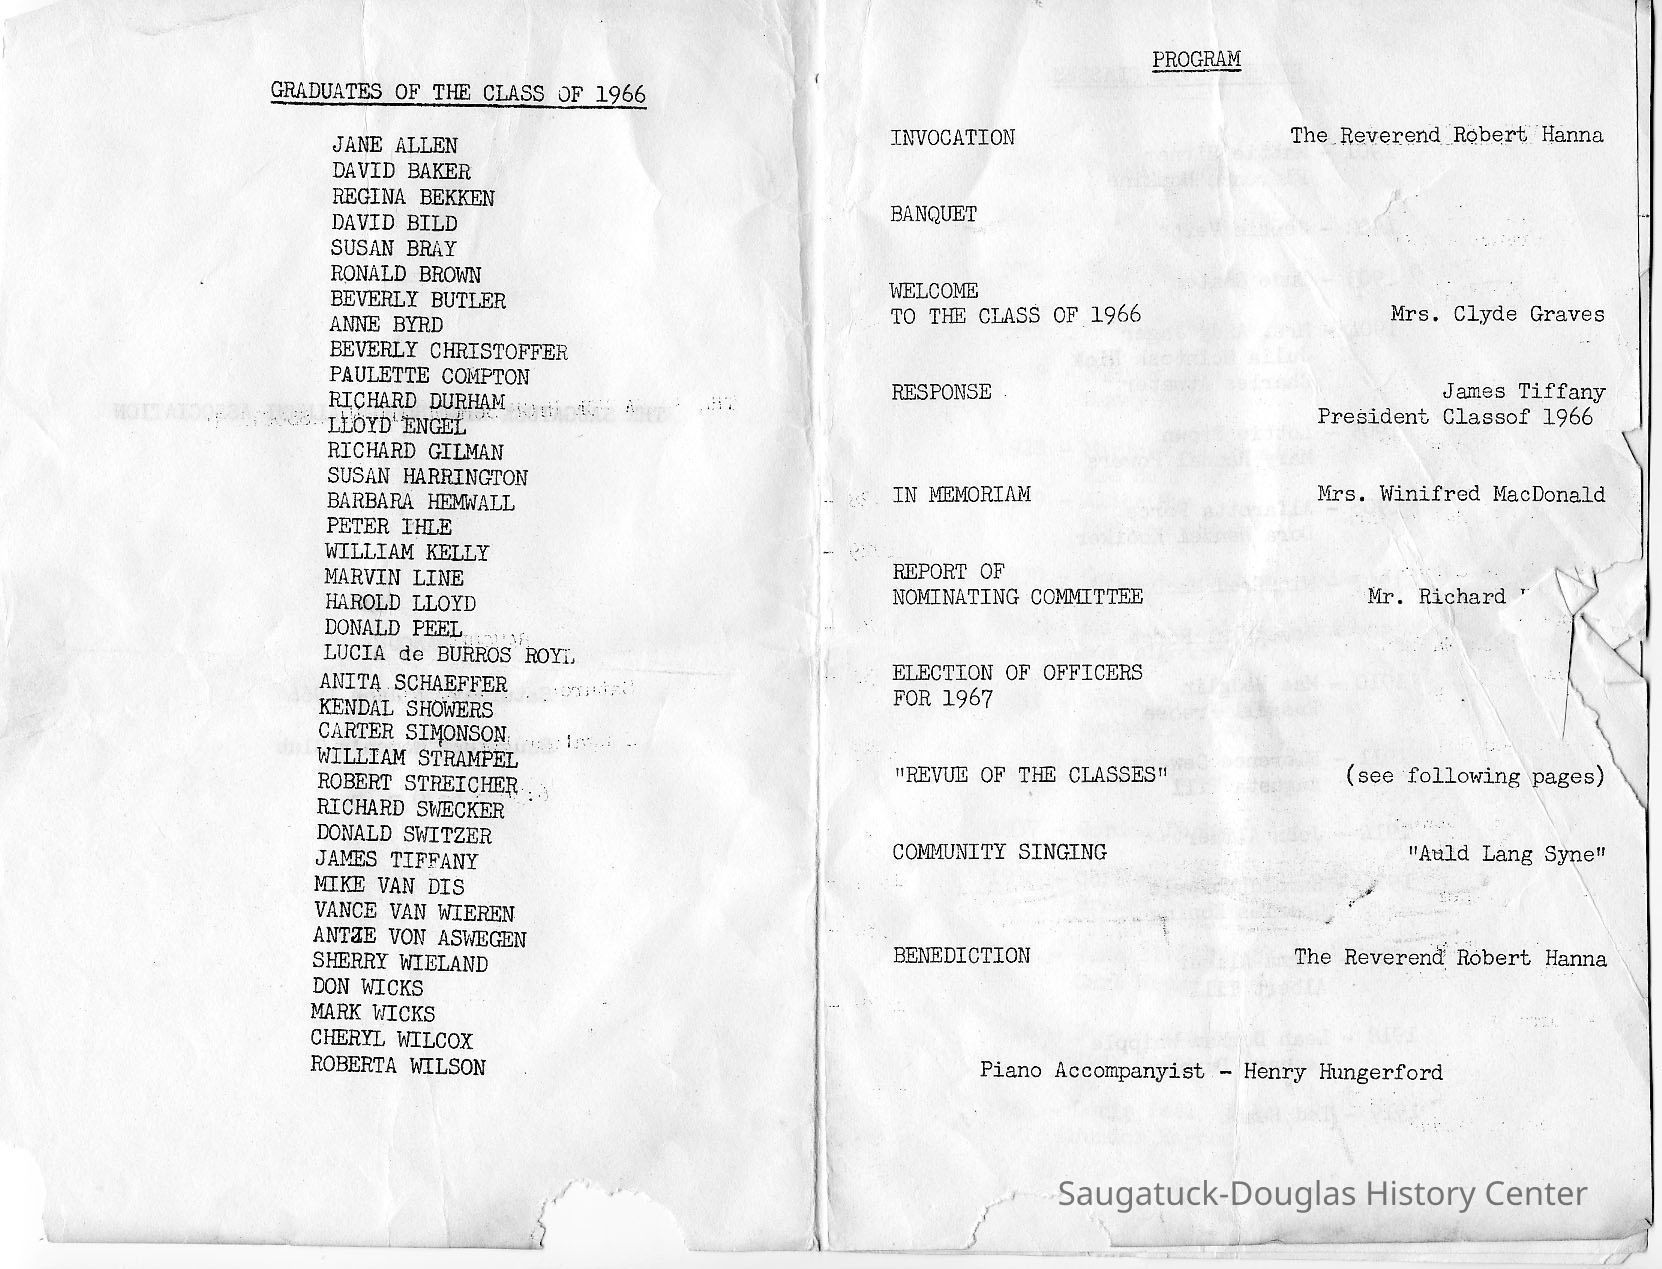 GRADUATES OF THE CLASS OF 1966
JANE ALLEN
DAVID BAKER
REGINA BEKKEN
DAVID BILD
SUSAN BRAY
RONALD BROWN
BEVERLY BUTLER
ANNE BYRD
BEVERLY CHRISTOFFER
PAULETTE COMPTON
RICHARD DURHAM
LLOYD ENGEL
RICHARD GILMAN
SUSAN HARRINGTON
BARBARA HEMWALL
PETER IHLE
WILLIAM KELLY
MARVIN LINE
HAROLD LLOYD
DONALD PEEL
LUCIA de BURROS
ANITA SCHAEFFER
KENDAL SHOWERS
CARTER SIMONSON
WILLIAM STRAMPEL
ROBERT STREICHER
RICHARD SWECKER
DONALD SWITZER
JAMES TIFFANY
MIKE VAN DIS
VANCE VAN WIEREN
VON ASWEGEN
SHERRY WIELAND
DON WICKS
MARK WICKS
CHERYL WILCOX
ROBERTA WILSON
PROGRAM
INVOCATION The Reverend Robert Hanna
BANQUET
WELCOME
TO THE CLASS OF 1966 Mrs. Clyde Graves
RESPONSE James Tiffany
President Classof 1966
IN MEMORIAM Mrs. Winifred MacDonald
REPORT OF
NOMINATING COMMITTEE Mr. Richard
ELECTION OF OFFICERS
FOR 1967
"REVUE OF THE CLASSES" (see following pages)
COMMUNITY SINGING "Auld Lang Syne"
BENEDICTION The Reverend Robert Hanna
Piano Accompanyist - Henry Hungerford
Saugatuck-Douglas History Center